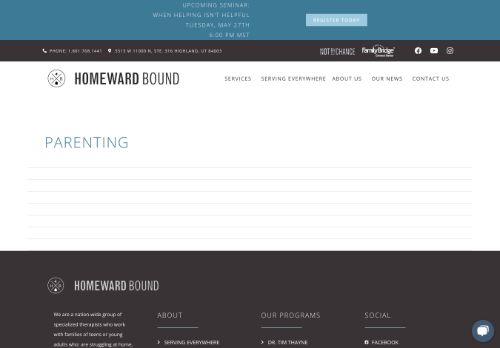 UPCOMING SEMINAR:
WHEN HELPING ISN'T HELPFUL
TUESDAY, MAY 27TH
6:00 PM MST
REGISTER TODAY
PHONE: 1.801.768.1441
5513 W 11000 N, STE. 316 HIGHLAND, UT 84003
NOT BY CHANCE
FamilyBridge
HOMEWARD BOUND
SERVICES
SERVING EVERYWHERE
ABOUT US
OUR NEWS
CONTACT US
PARENTING
HOMEWARD BOUND
We are a nation-wide group of
specialized therapists who work
with families of teens or young
adults who are struggling at home,
ABOUT
SERVING EVERYWHERE
OUR PROGRAMS
DR. TIM THAYNE
SOCIAL
FACEBOOK